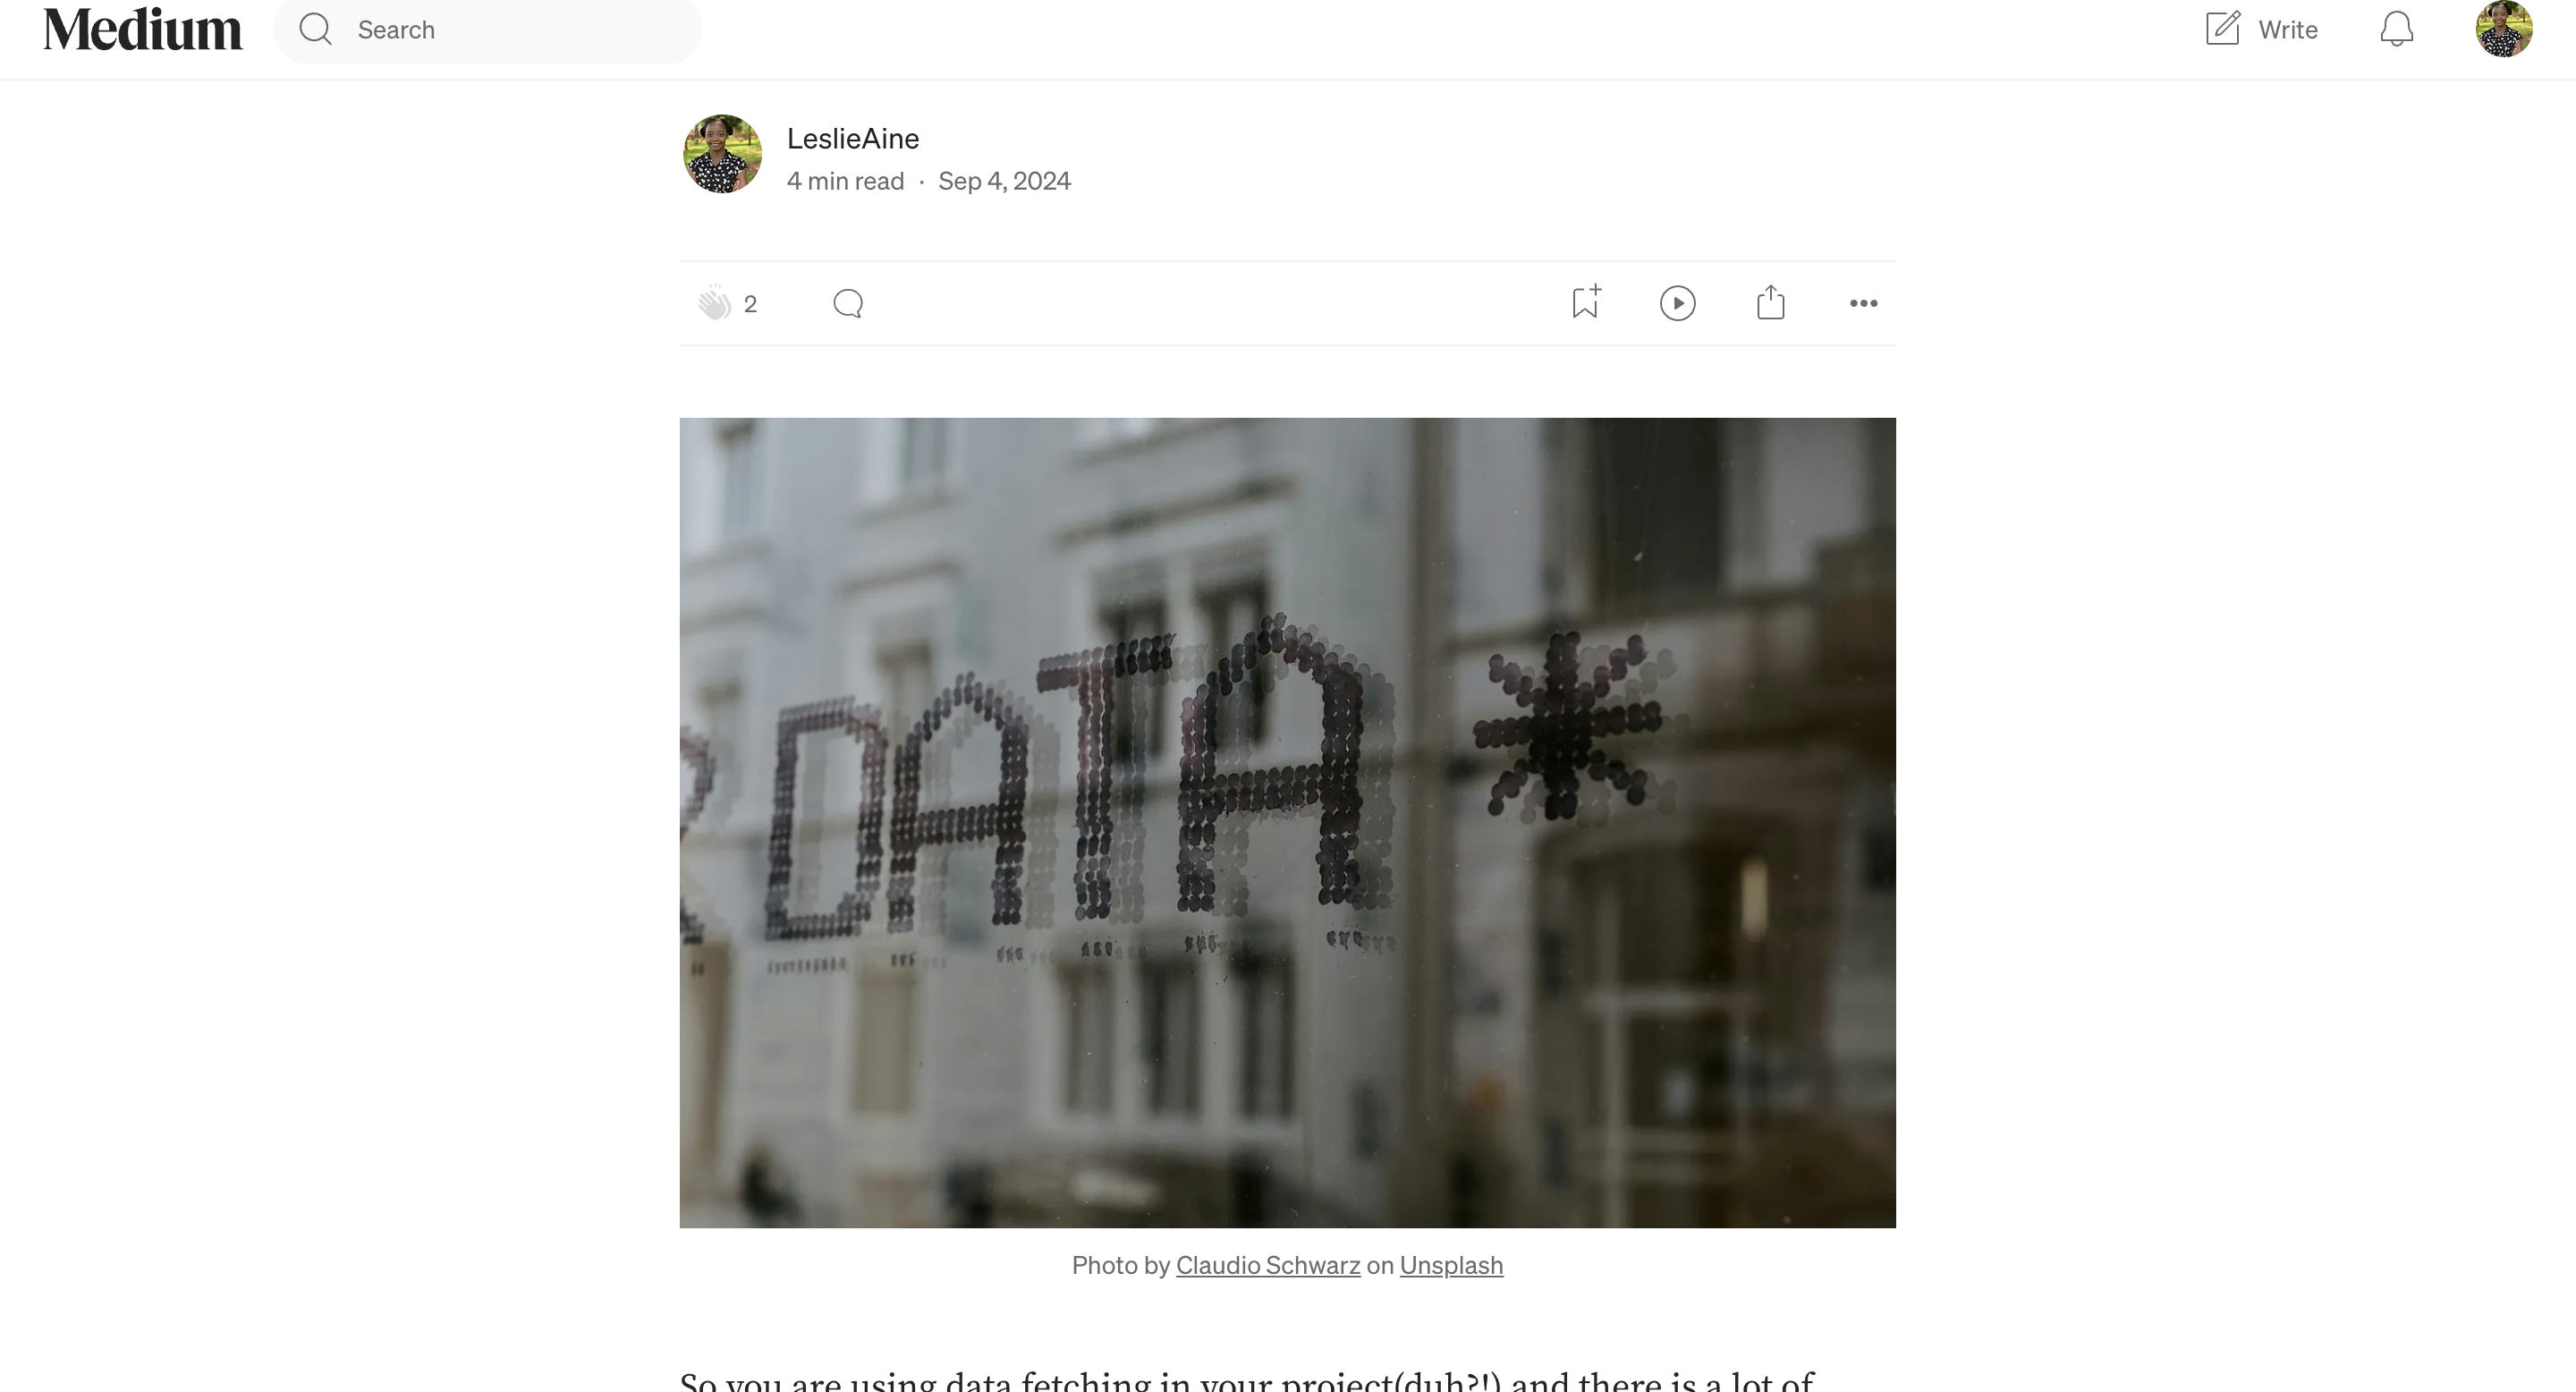 Medium
Search
Write
LeslieAine
4 min read · Sep 4, 2024
2
DATA *
Photo by Claudio Schwarz on Unsplash
So you are using data fetching in your project(duh?!) and there is a lot of